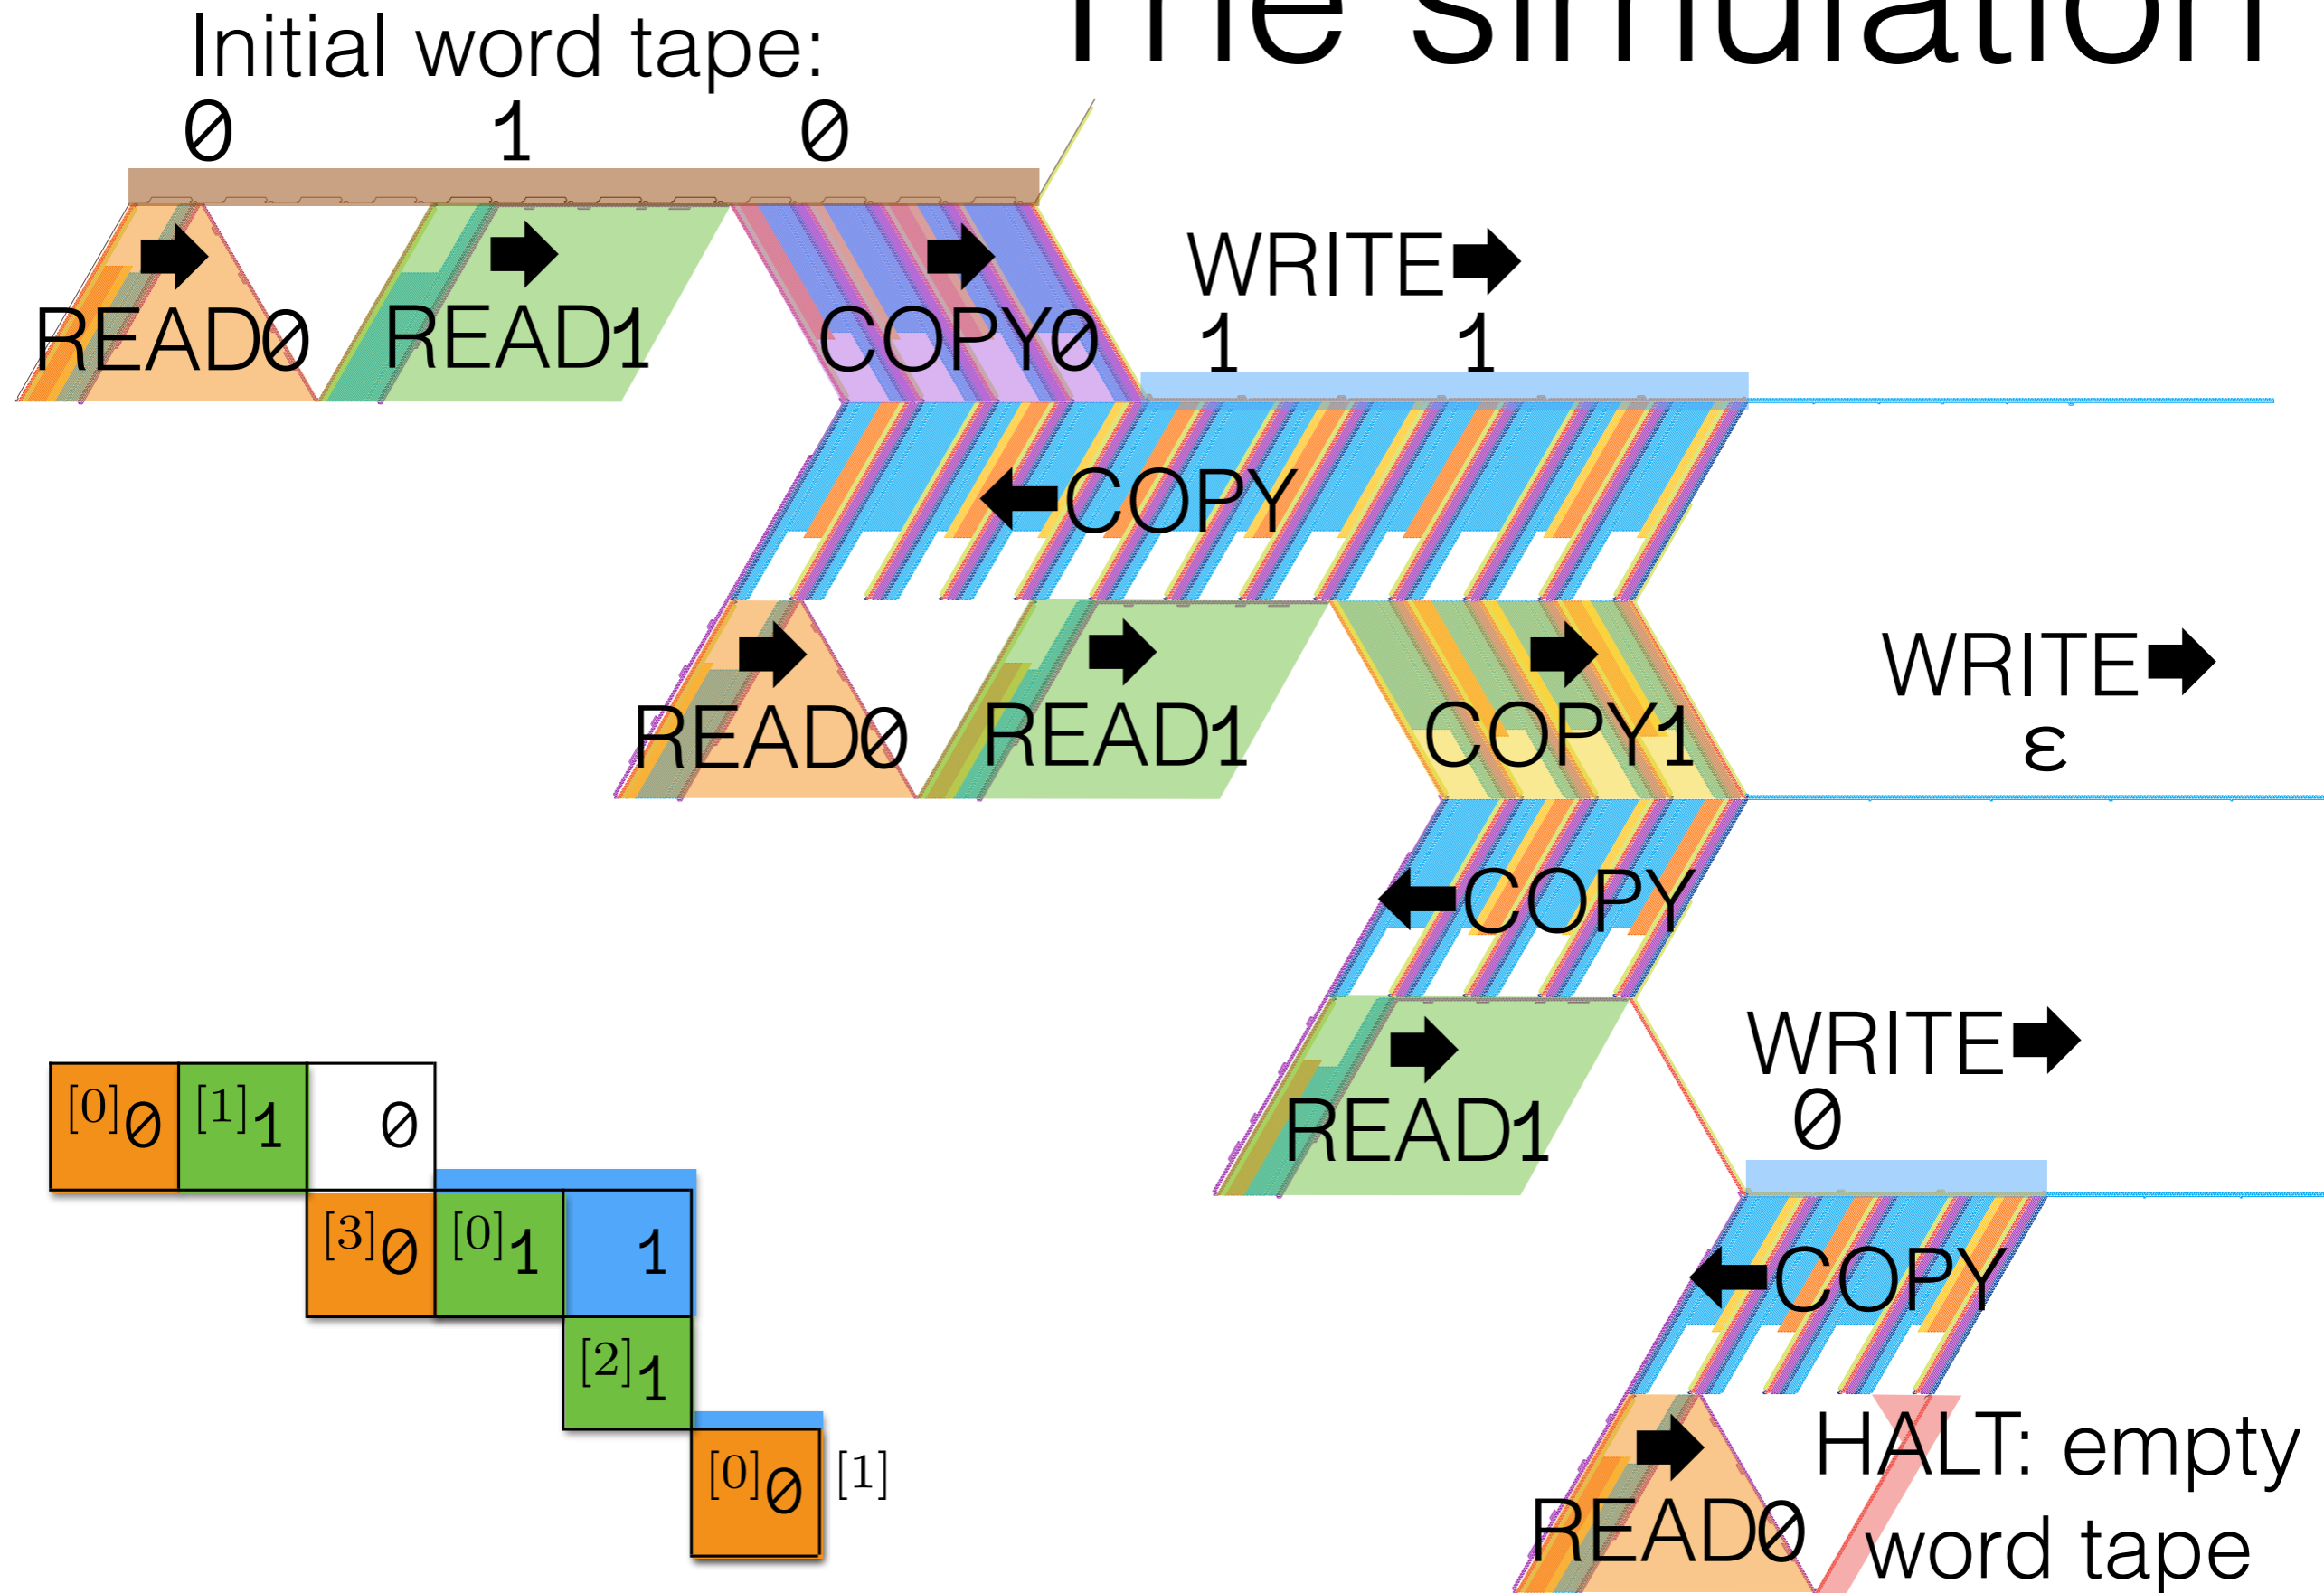 The simulation
Initial word tape:
0 1 0
READ0 READ1 COPY0
WRITE
1 1
COPY
READ0 READ1 COPY1
WRITE
ε
COPY
READ1
WRITE
0
COPY
READ0
HALT: empty
word tape
[0]0 [1]1 0
[3]0 [0]1 1
[2]1
[0]0 [1]